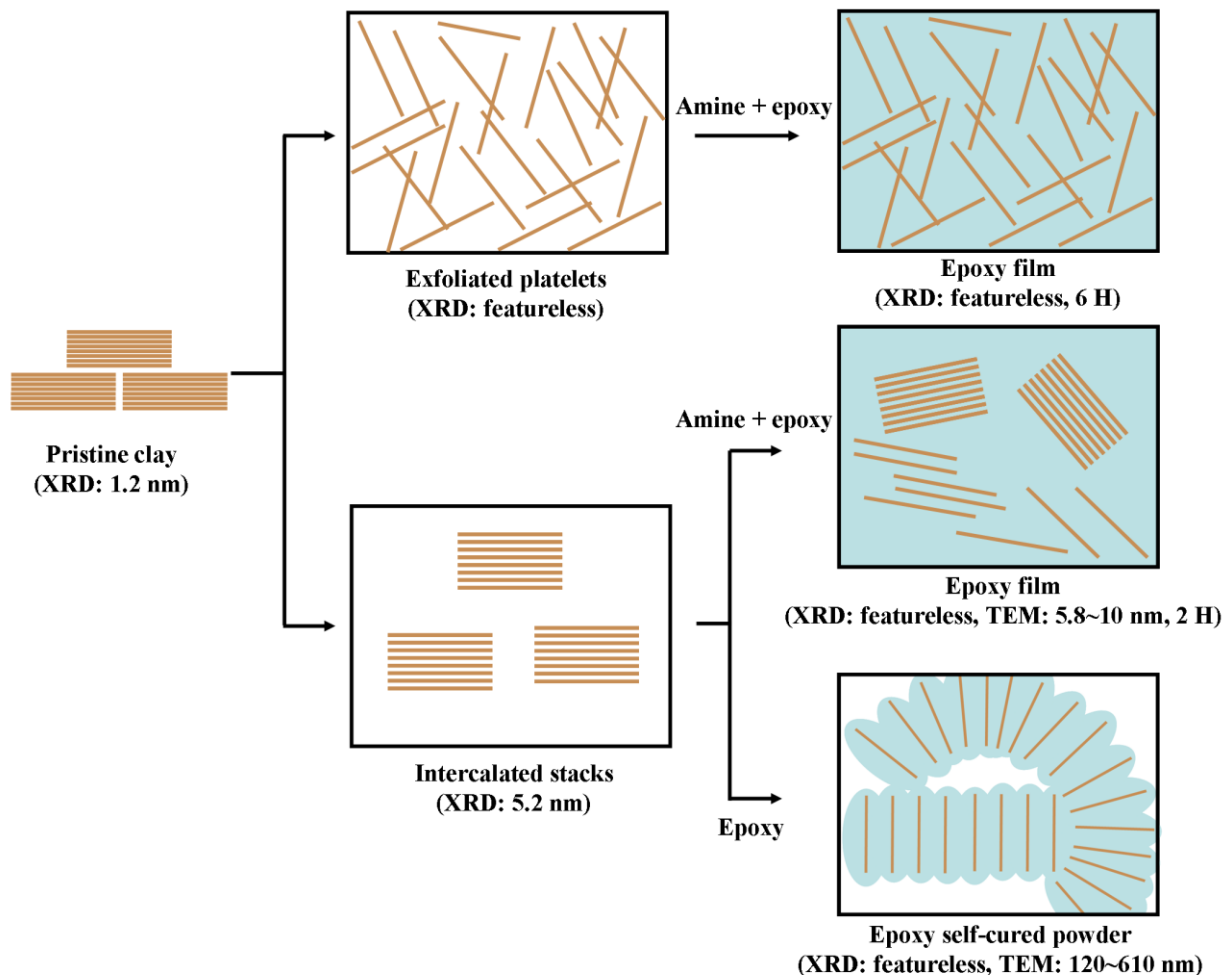 Pristine clay
(XRD: 1.2 nm)
Exfoliated platelets
(XRD: featureless)
Amine + epoxy
Epoxy film
(XRD: featureless, 6 H)
Intercalated stacks
(XRD: 5.2 nm)
Amine + epoxy
Epoxy film
(XRD: featureless, TEM: 5.8~10 nm, 2 H)
Epoxy
Epoxy self-cured powder
(XRD: featureless, TEM: 120~610 nm)